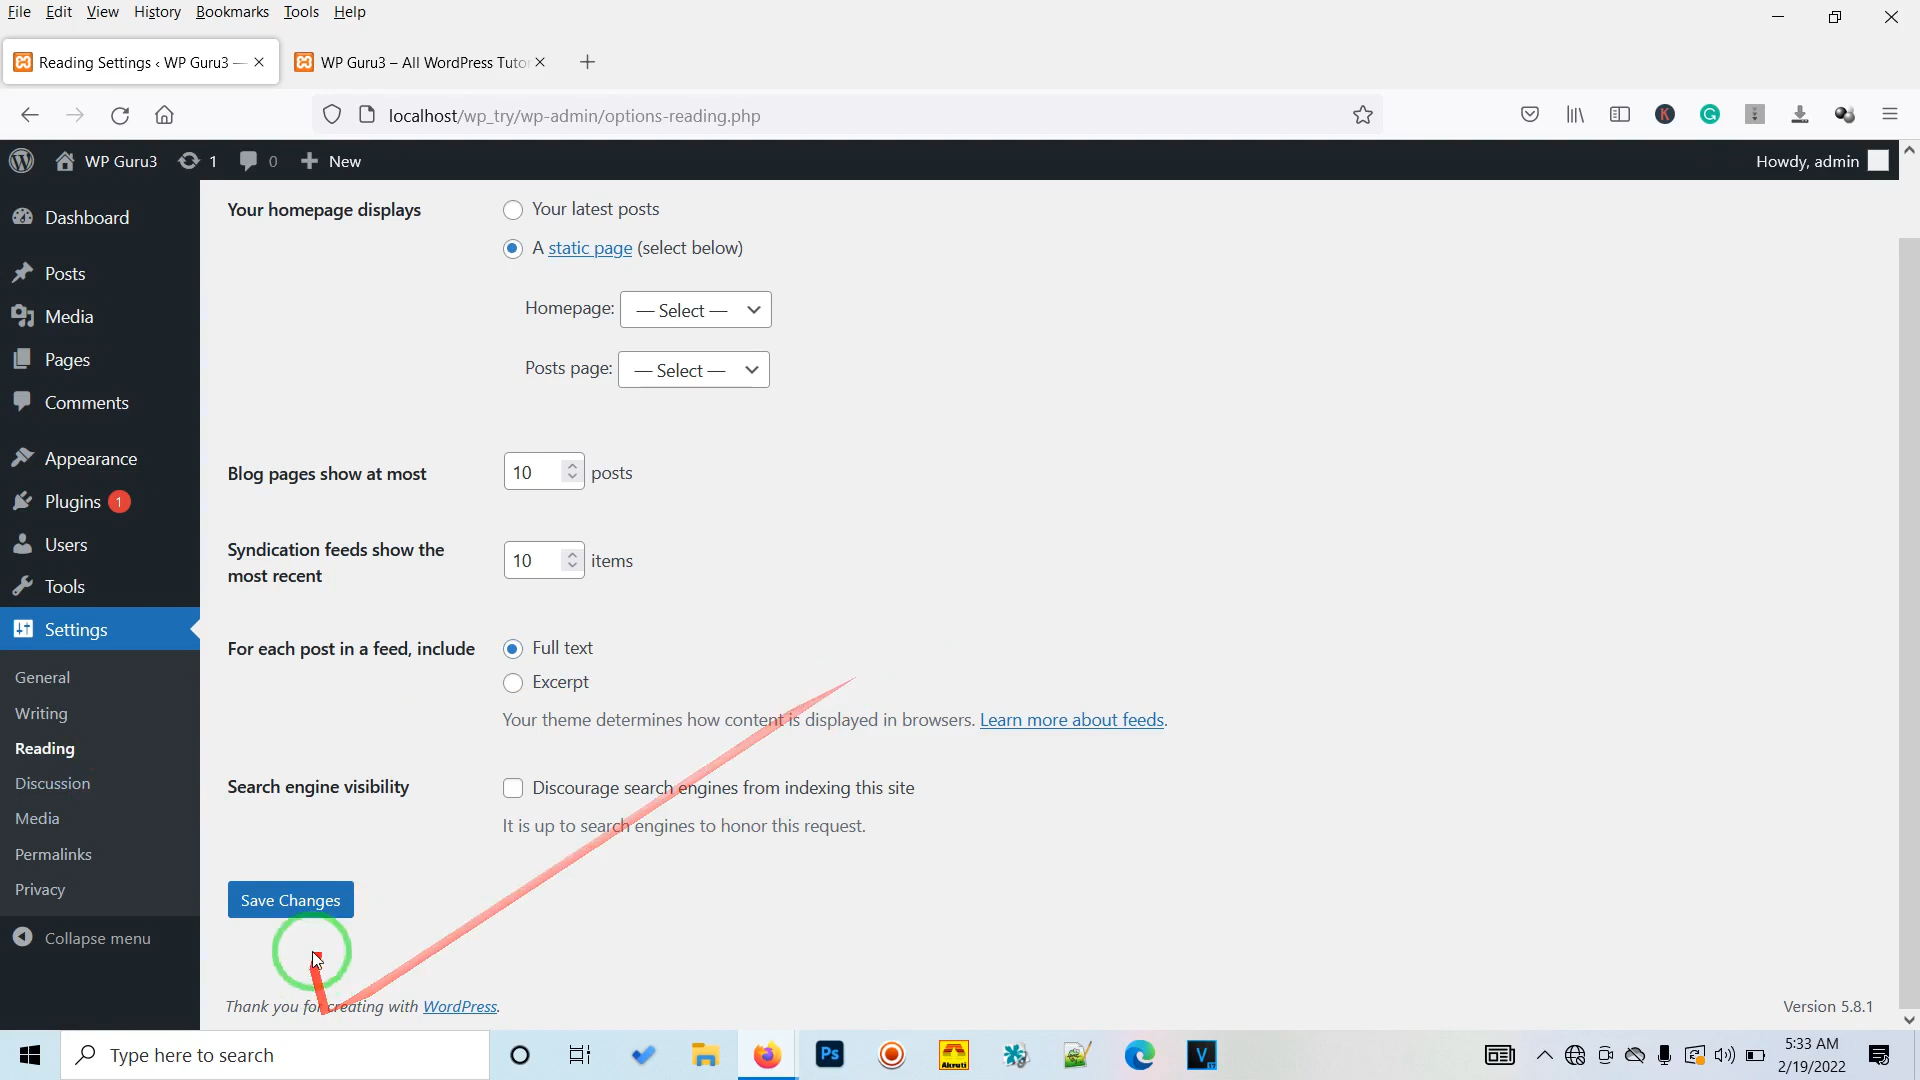 File Edit View History Bookmarks Tools Help
Reading Settings ‹ WP Guru3 —
WP Guru3 – All WordPress Tutor
localhost/wp_try/wp-admin/options-reading.php
WP Guru3 1 0 New
Howdy, admin
Dashboard
Posts
Media
Pages
Comments
Appearance
Plugins 1
Users
Tools
Settings
General
Writing
Reading
Discussion
Media
Permalinks
Privacy
Collapse menu
Your homepage displays
Your latest posts
A static page (select below)
Homepage: — Select —
Posts page: — Select —
Blog pages show at most
10 posts
Syndication feeds show the
most recent
10 items
For each post in a feed, include
Full text
Excerpt
Your theme determines how content is displayed in browsers. Learn more about feeds.
Search engine visibility
Discourage search engines from indexing this site
It is up to search engines to honor this request.
Save Changes
Thank you for creating with WordPress.
Version 5.8.1
Type here to search
Ps
Akruti
V
5:33 AM
2/19/2022